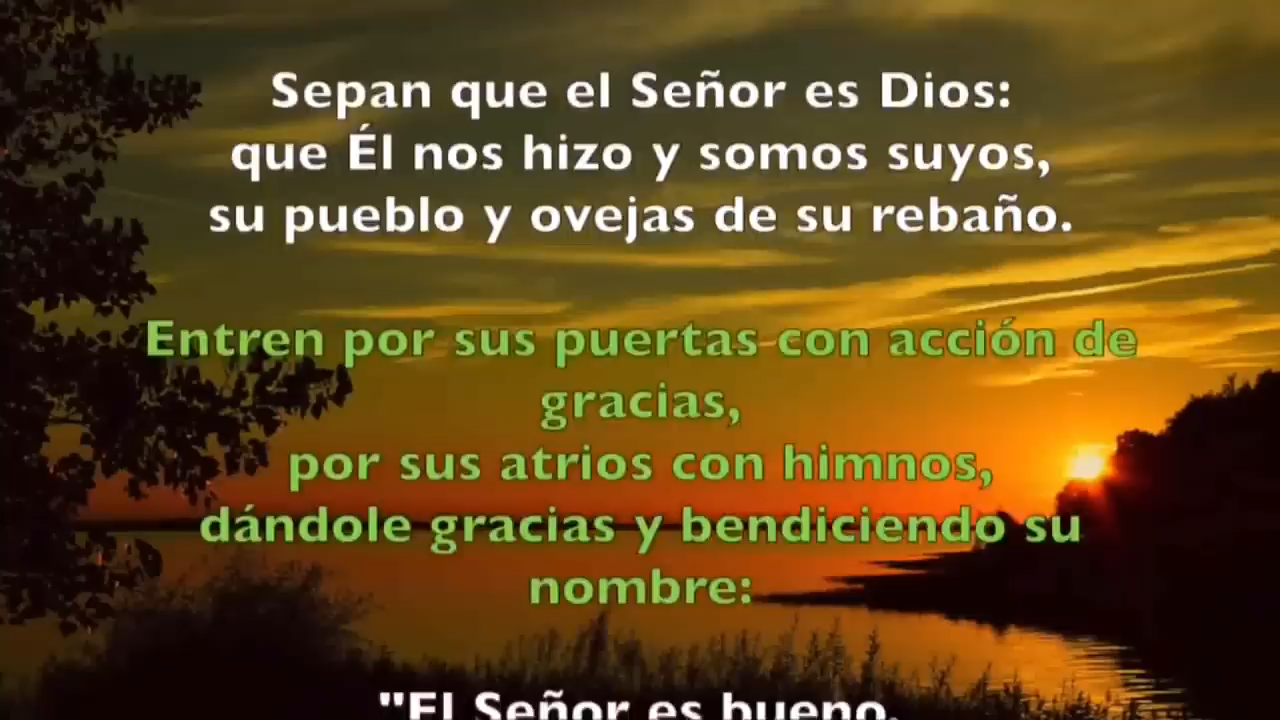 Sepan que el Señor es Dios:
que Él nos hizo y somos suyos,
su pueblo y ovejas de su rebaño.
Entren por sus puertas con acción de
gracias,
por sus atrios con himnos,
dándole gracias y bendiciendo su
nombre:
"El Señor es bueno,